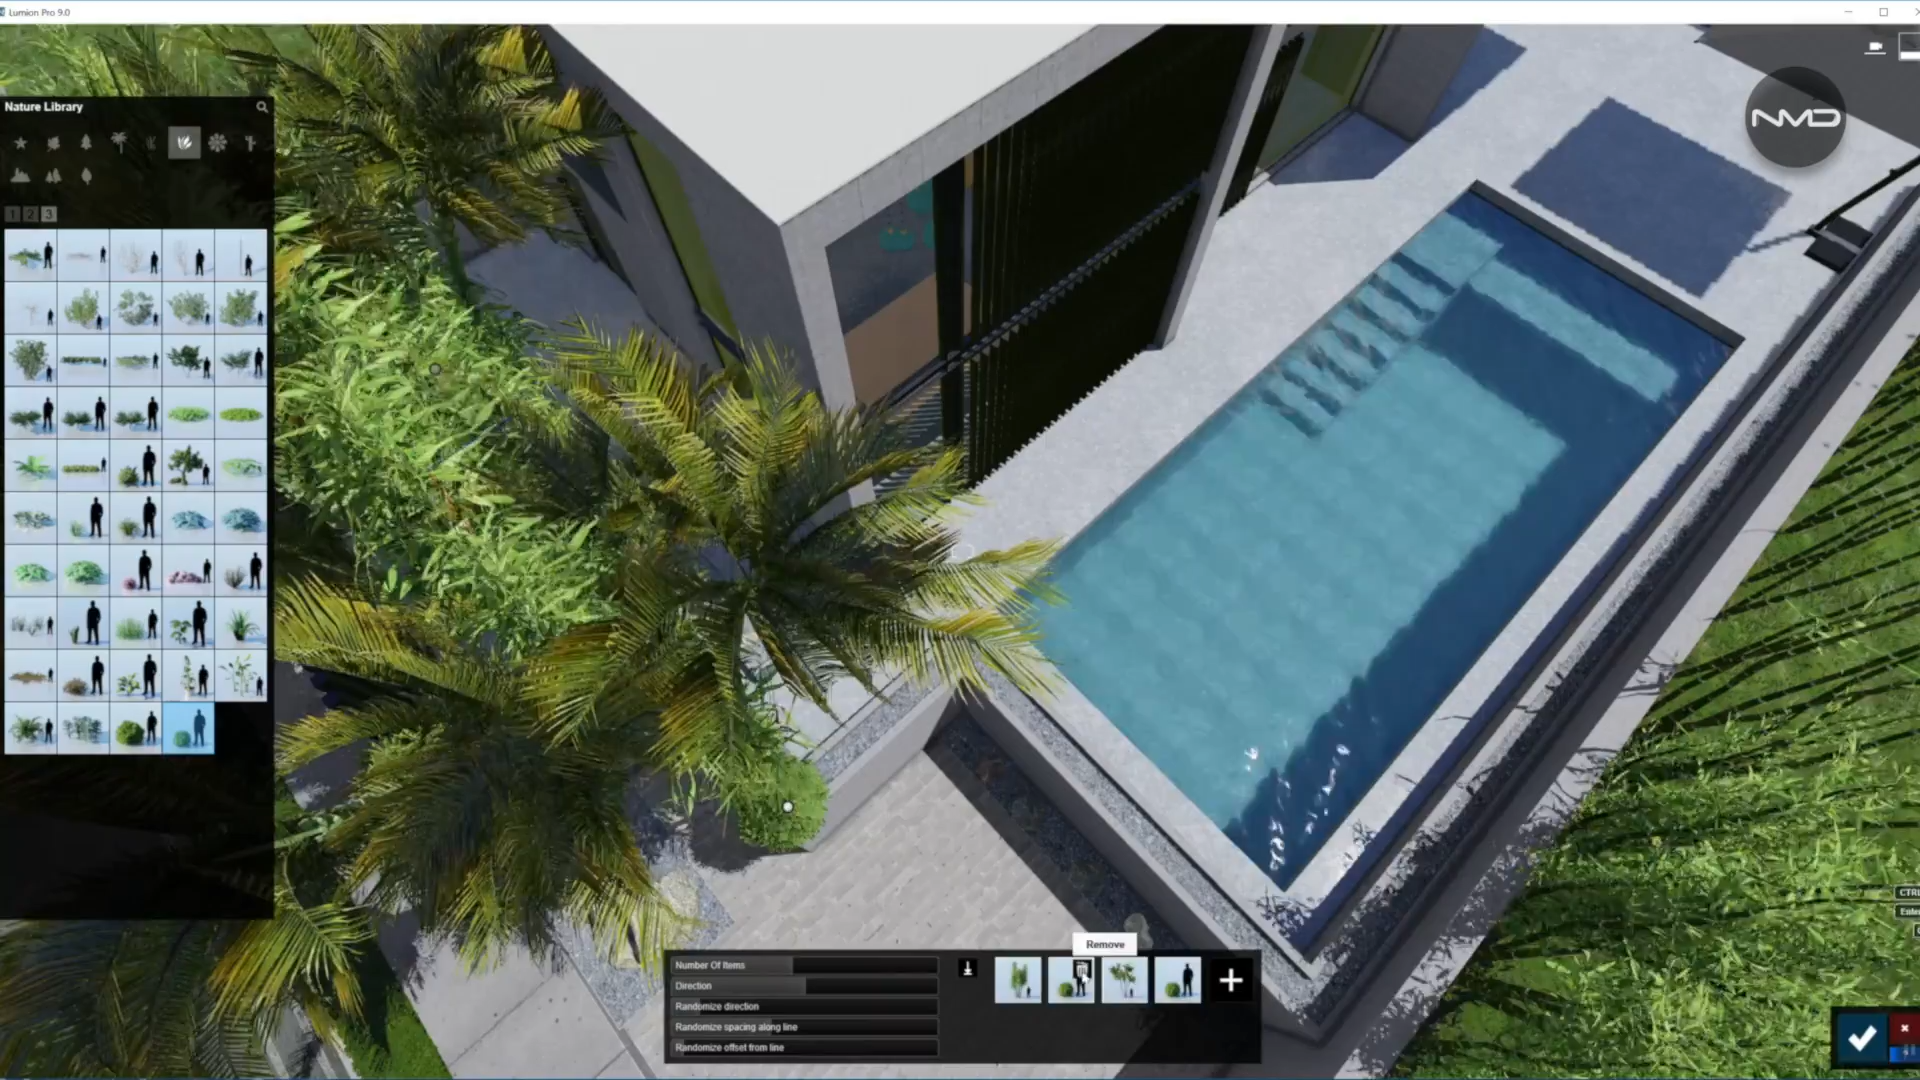 Lumion Pro 9.0
Nature Library
1 2 3
NMD
CTRL
Remove
Number Of Items
Direction
Randomize direction
Randomize spacing along line
Randomize offset from line